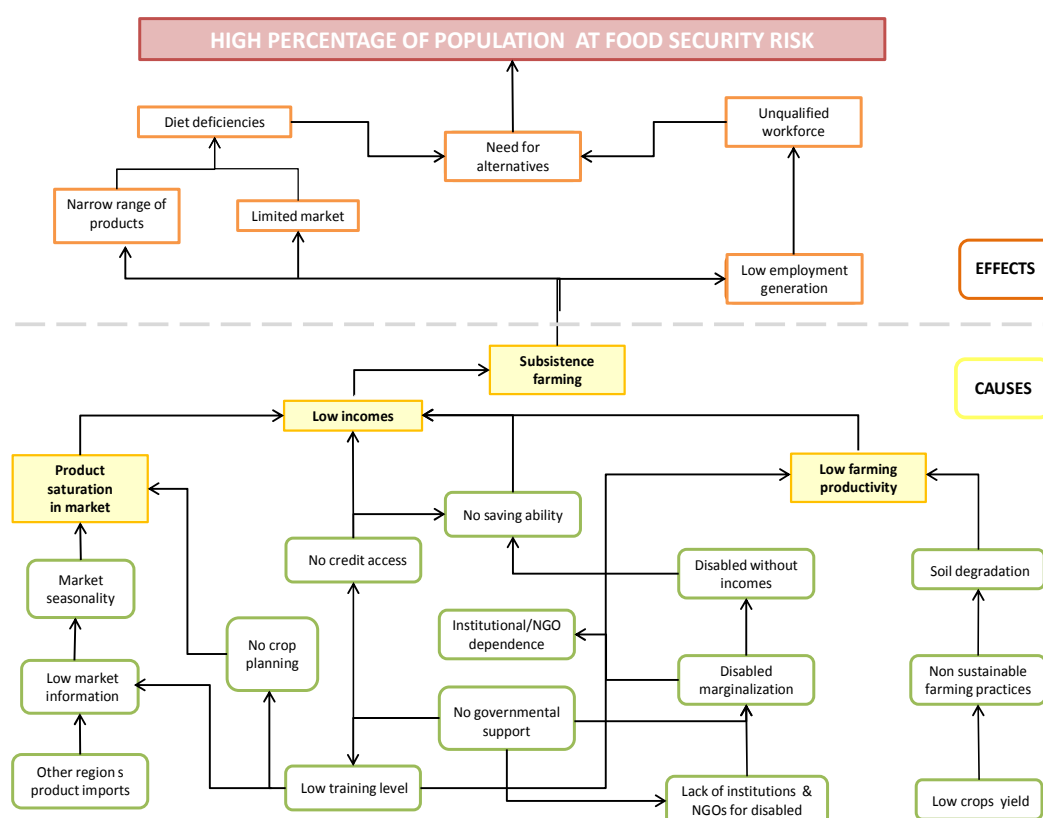 HIGH PERCENTAGE OF POPULATION AT FOOD SECURITY RISK
Diet deficiencies
Need for
alternatives
Unqualified
workforce
Narrow range of
products
Limited market
Low employment
generation
EFFECTS
Subsistence
farming
CAUSES
Low incomes
Product
saturation
in market
Low farming
productivity
No saving ability
No credit access
Market
seasonality
Disabled without
incomes
Soil degradation
Institutional/NGO
dependence
No crop
planning
Low market
information
Disabled
marginalization
Non sustainable
farming practices
No governmental
support
Other region s
product imports
Low training level
Lack of institutions &
NGOs for disabled
Low crops yield